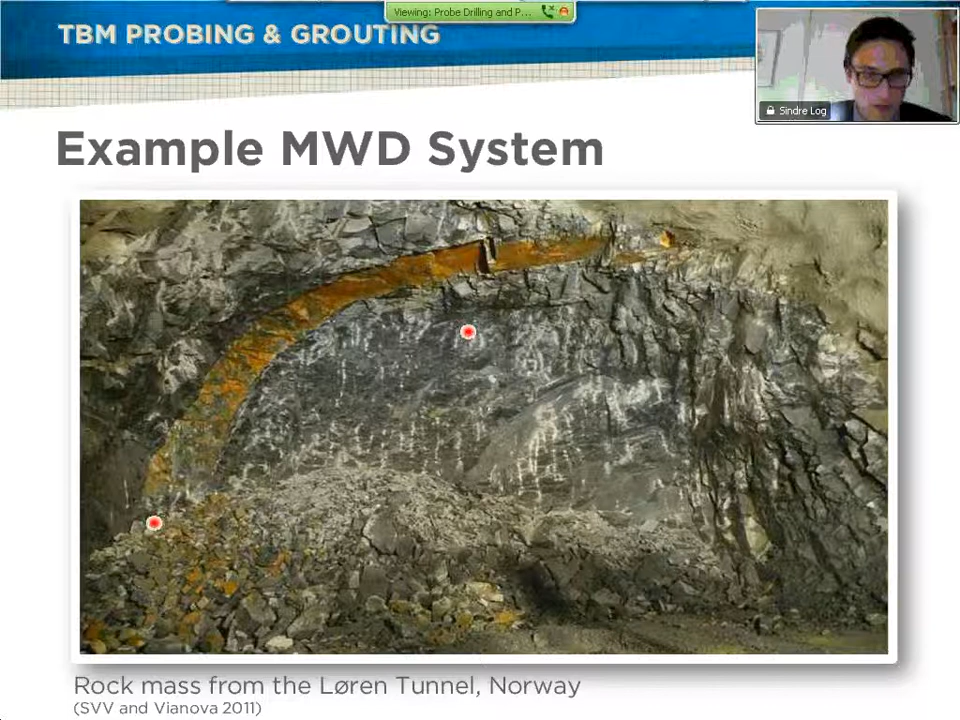 Viewing: Probe Drilling and P...
TBM PROBING & GROUTING
Sindre Log
Example MWD System
Rock mass from the Løren Tunnel, Norway
(SVV and Vianova 2011)